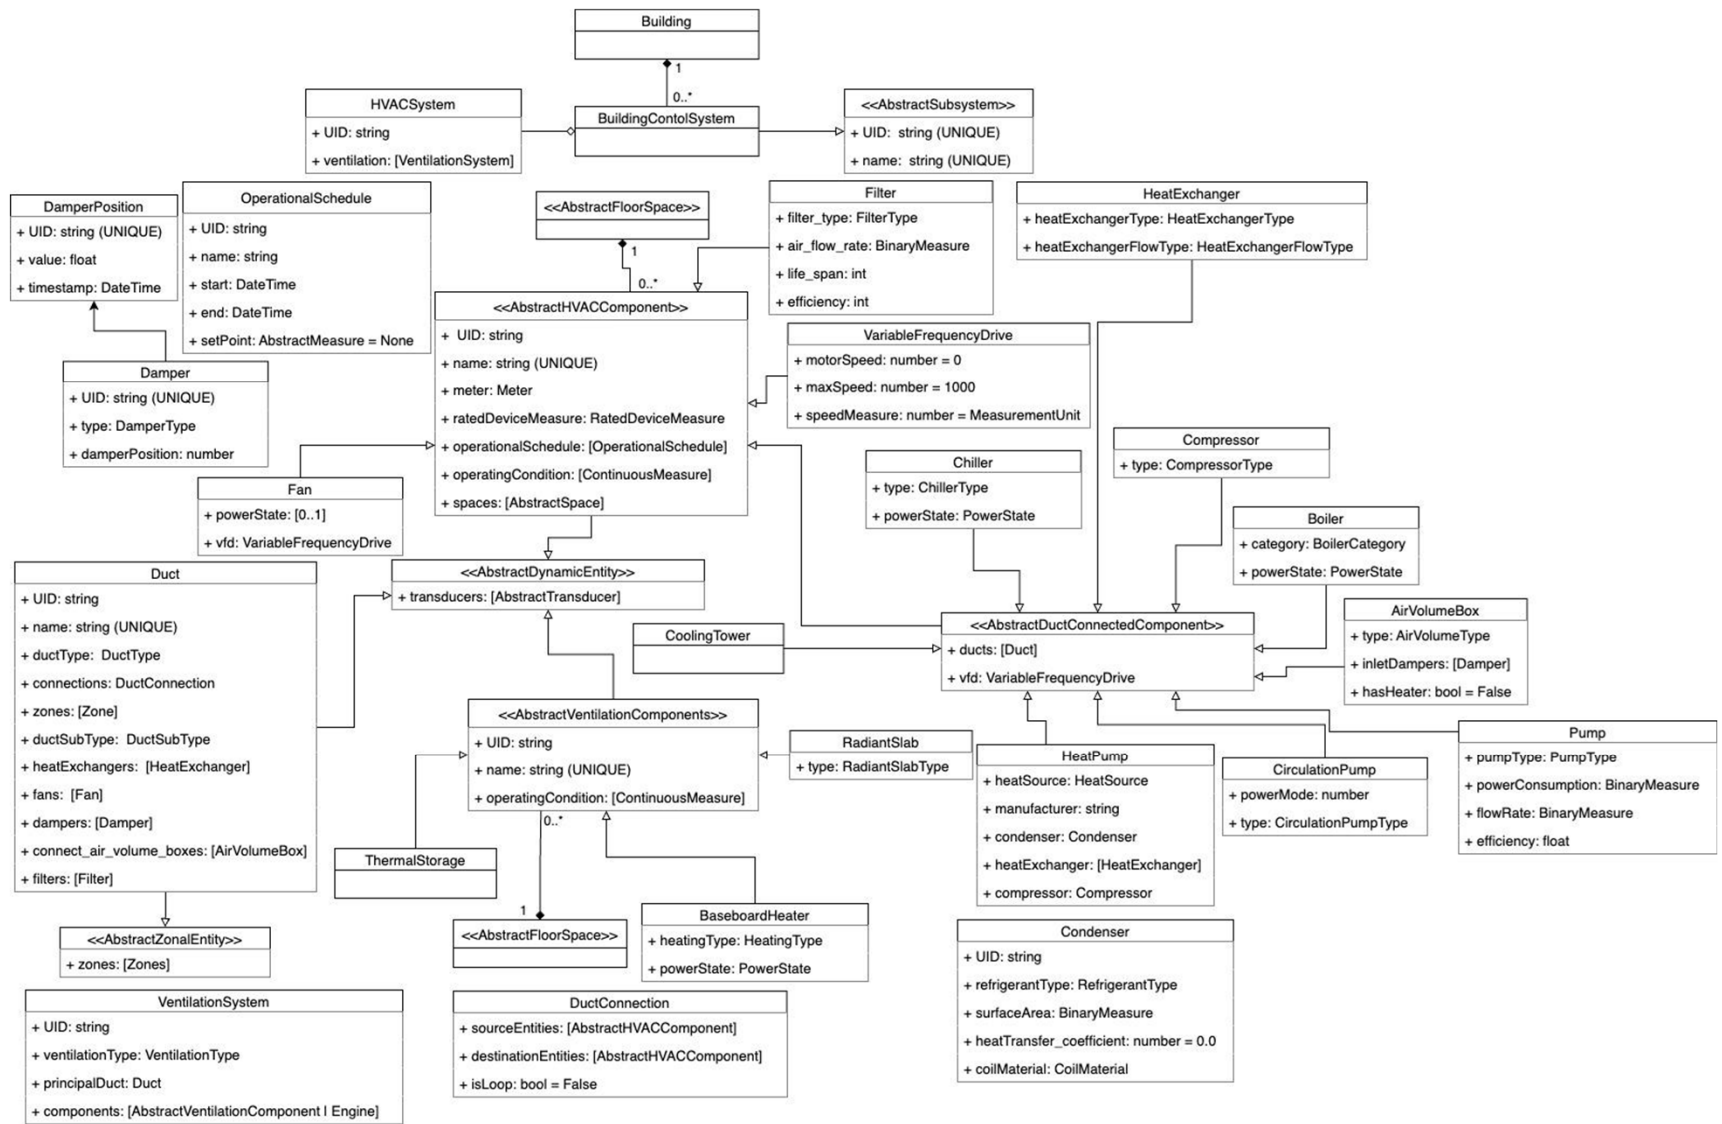 Building
1
0..*
HVACSystem
+ UID: string
+ ventilation: [VentilationSystem]
BuildingContolSystem
<<AbstractSubsystem>>
+ UID: string (UNIQUE)
+ name: string (UNIQUE)
DamperPosition
+ UID: string (UNIQUE)
+ value: float
+ timestamp: DateTime
OperationalSchedule
+ UID: string
+ name: string
+ start: DateTime
+ end: DateTime
+ setPoint: AbstractMeasure = None
<<AbstractFloorSpace>>
1
0..*
Filter
+ filter_type: FilterType
+ air_flow_rate: BinaryMeasure
+ life_span: int
+ efficiency: int
HeatExchanger
+ heatExchangerType: HeatExchangerType
+ heatExchangerFlowType: HeatExchangerFlowType
<<AbstractHVACComponent>>
+ UID: string
+ name: string (UNIQUE)
+ meter: Meter
+ ratedDeviceMeasure: RatedDeviceMeasure
+ operationalSchedule: [OperationalSchedule]
+ operatingCondition: [ContinuousMeasure]
+ spaces: [AbstractSpace]
VariableFrequencyDrive
+ motorSpeed: number = 0
+ maxSpeed: number = 1000
+ speedMeasure: number = MeasurementUnit
Damper
+ UID: string (UNIQUE)
+ type: DamperType
+ damperPosition: number
Fan
+ powerState: [0..1]
+ vfd: VariableFrequencyDrive
Chiller
+ type: ChillerType
+ powerState: PowerState
Compressor
+ type: CompressorType
Boiler
+ category: BoilerCategory
+ powerState: PowerState
Duct
+ UID: string
+ name: string (UNIQUE)
+ ductType: DuctType
+ connections: DuctConnection
+ zones: [Zone]
+ ductSubType: DuctSubType
+ heatExchangers: [HeatExchanger]
+ fans: [Fan]
+ dampers: [Damper]
+ connect_air_volume_boxes: [AirVolumeBox]
+ filters: [Filter]
<<AbstractDynamicEntity>>
+ transducers: [AbstractTransducer]
CoolingTower
<<AbstractDuctConnectedComponent>>
+ ducts: [Duct]
+ vfd: VariableFrequencyDrive
AirVolumeBox
+ type: AirVolumeType
+ inletDampers: [Damper]
+ hasHeater: bool = False
<<AbstractVentilationComponents>>
+ UID: string
+ name: string (UNIQUE)
+ operatingCondition: [ContinuousMeasure]
0..*
1
RadiantSlab
+ type: RadiantSlabType
HeatPump
+ heatSource: HeatSource
+ manufacturer: string
+ condenser: Condenser
+ heatExchanger: [HeatExchanger]
+ compressor: Compressor
CirculationPump
+ powerMode: number
+ type: CirculationPumpType
Pump
+ pumpType: PumpType
+ powerConsumption: BinaryMeasure
+ flowRate: BinaryMeasure
+ efficiency: float
ThermalStorage
<<AbstractFloorSpace>>
BaseboardHeater
+ heatingType: HeatingType
+ powerState: PowerState
<<AbstractZonalEntity>>
+ zones: [Zones]
Condenser
+ UID: string
+ refrigerantType: RefrigerantType
+ surfaceArea: BinaryMeasure
+ heatTransfer_coefficient: number = 0.0
+ coilMaterial: CoilMaterial
VentilationSystem
+ UID: string
+ ventilationType: VentilationType
+ principalDuct: Duct
+ components: [AbstractVentilationComponent | Engine]
DuctConnection
+ sourceEntities: [AbstractHVACComponent]
+ destinationEntities: [AbstractHVACComponent]
+ isLoop: bool = False